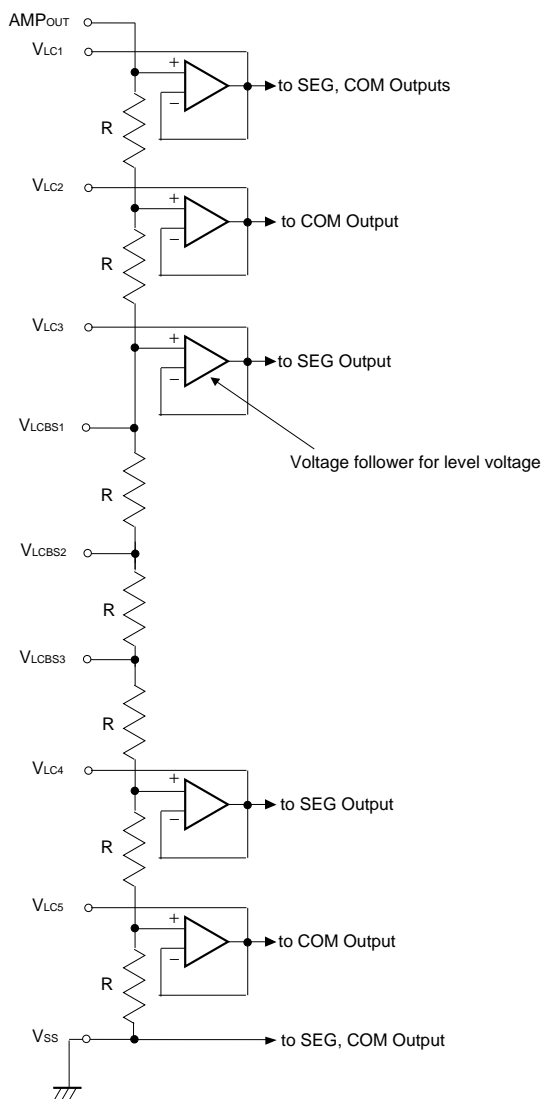 AMPOUT
VLC1
+
−
to SEG, COM Outputs
R
VLC2
+
−
to COM Output
R
VLC3
+
−
to SEG Output
VLCBS1
Voltage follower for level voltage
R
VLCBS2
R
VLCBS3
R
VLC4
+
−
to SEG Output
R
VLC5
+
−
to COM Output
R
VSS
to SEG, COM Output